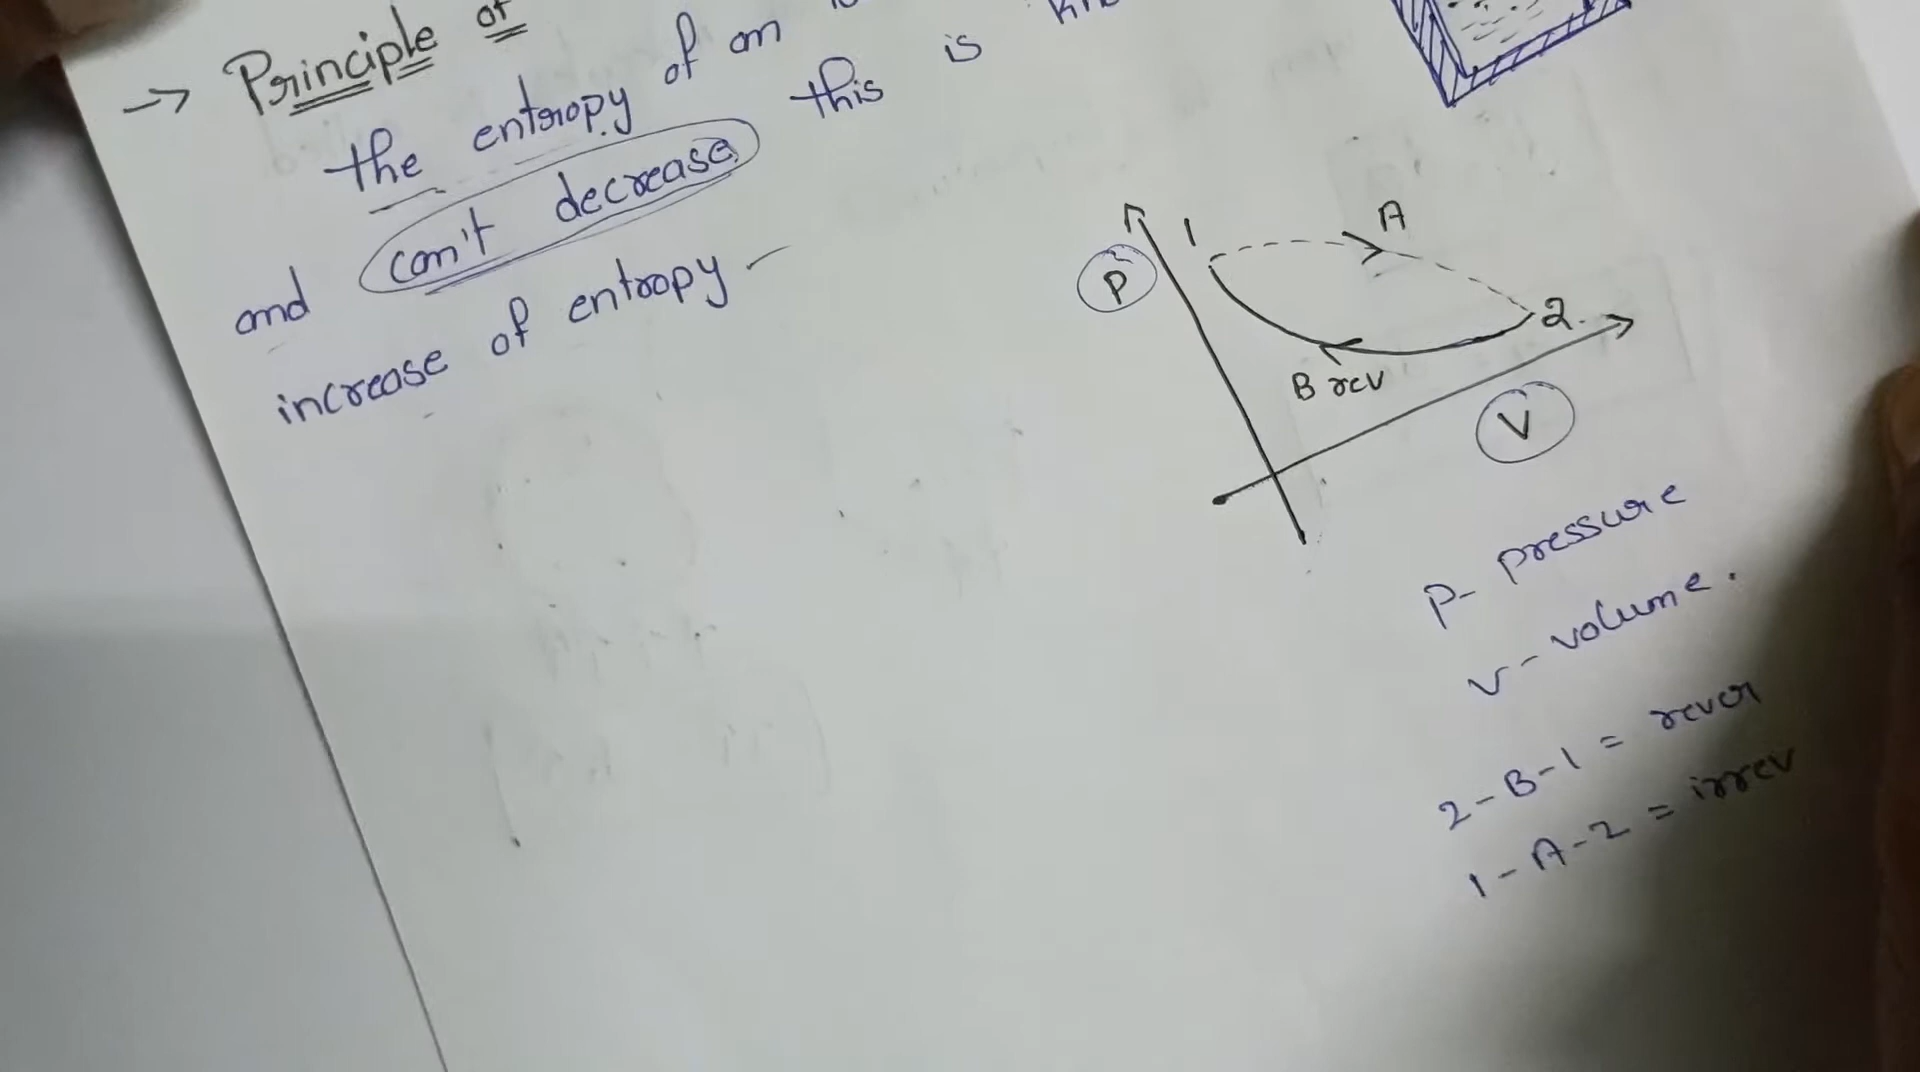 → Principle of
the entropy of an
and can't decrease this is
increase of entropy
1
A
P
2
B rev
V
P- pressure
V - volume.
2-B-1 = rever
1-A-2 = irrev